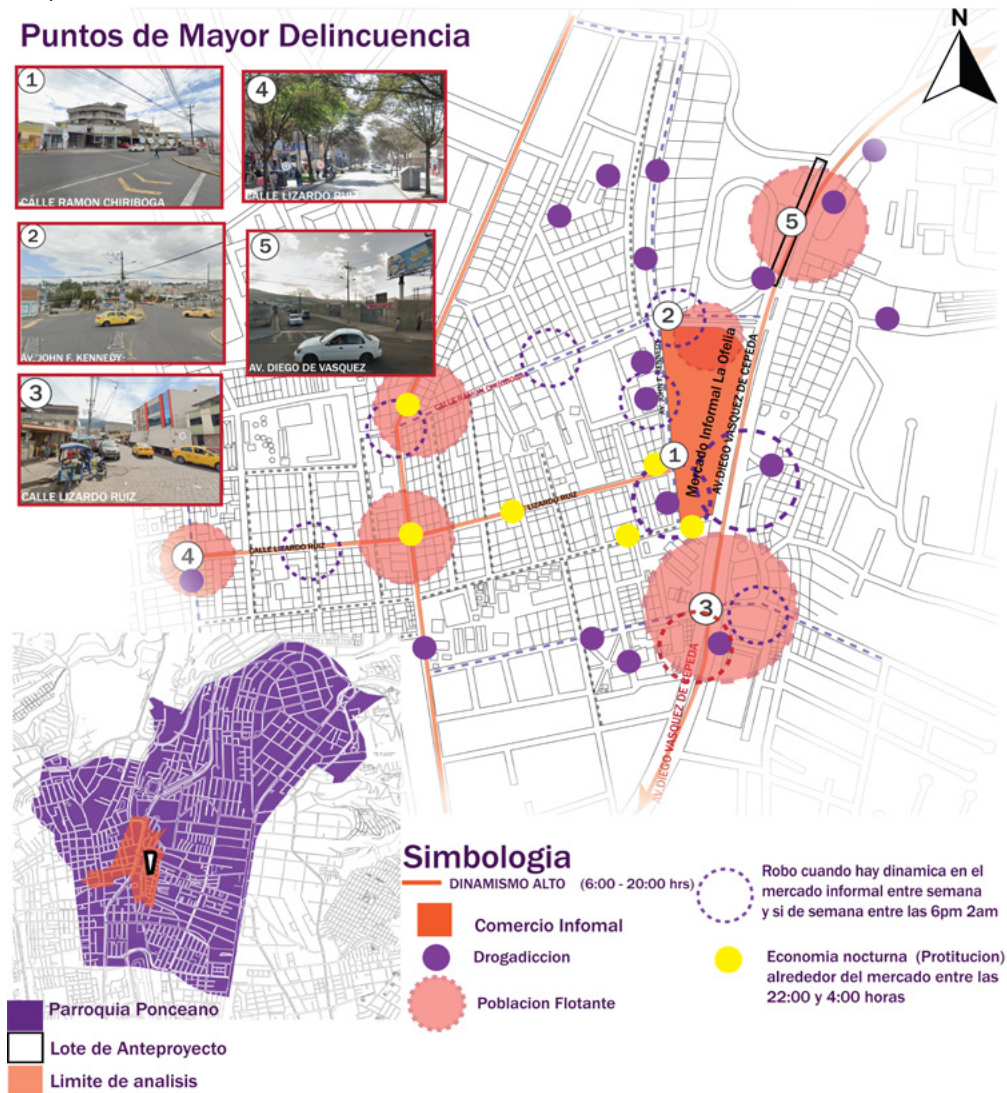 Puntos de Mayor Delincuencia
N
1
CALLE RAMON CHIRIBOGA
4
CALLE LIZARDO RUIZ
2
AV. JOHN F. KENNEDY
5
AV. DIEGO DE VASQUEZ
3
CALLE LIZARDO RUIZ
5
2
CALLE RAMON CHIRIBOGA
AV. JOHN F. KENNEDY
Mercado Informal La Ofelia
AV.DIEGO VASQUEZ DE CEPEDA
1
LIZARDO RUIZ
CALLE LIZARDO RUIZ
4
3
AV.DIEGO VASQUEZ DE CEPEDA
Simbologia
DINAMISMO ALTO (6:00 - 20:00 hrs)
Comercio Infomal
Drogadiccion
Poblacion Flotante
Robo cuando hay dinamica en el
mercado informal entre semana
y si de semana entre las 6pm 2am
Economia nocturna (Protitucion)
alrededor del mercado entre las
22:00 y 4:00 horas
Parroquia Ponceano
Lote de Anteproyecto
Limite de analisis